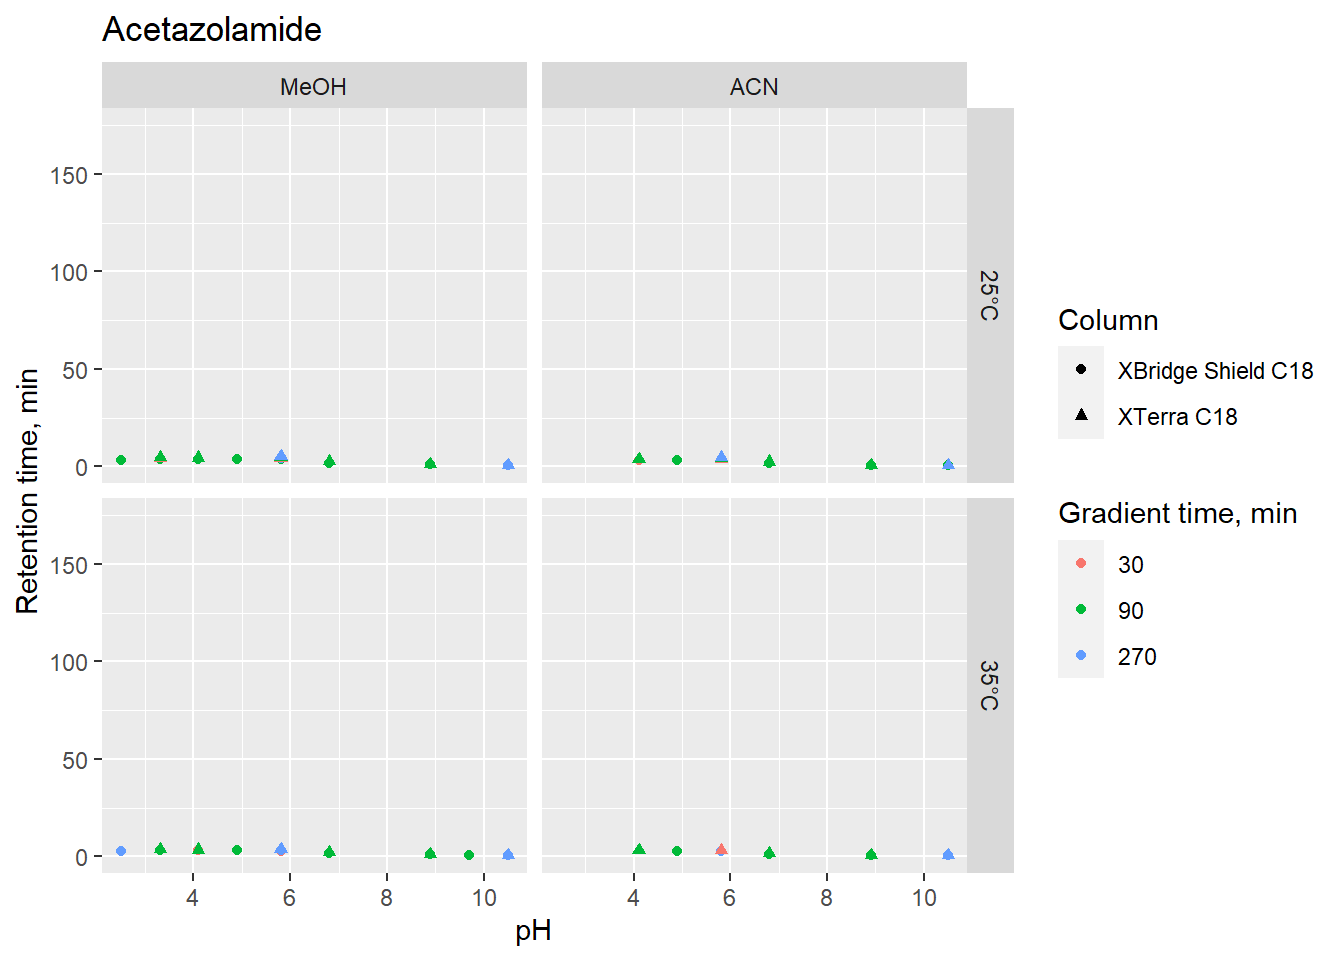 Acetazolamide
MeOH
ACN
150
100
50
0
25°C
150
100
50
0
35°C
4
6
8
10
4
6
8
10
pH
Retention time, min
Column
XBridge Shield C18
XTerra C18
Gradient time, min
30
90
270